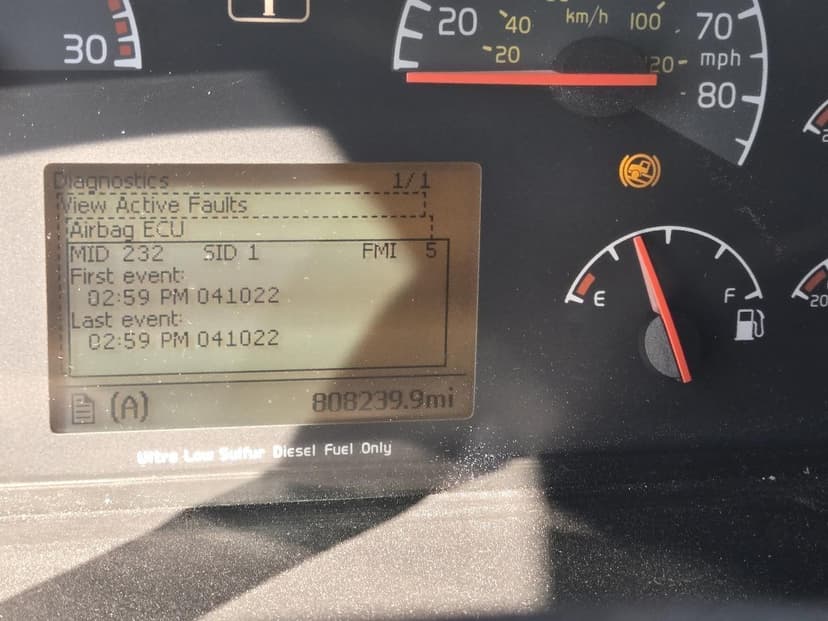 30
20 40 km/h 100 70
20 120 mph
80
Diagnostics 1/1
View Active Faults
Airbag ECU
MID 232 SID 1 FMI 5
First event:
02:59 PM 041022
Last event:
02:59 PM 041022
(A) 808239.9mi
E F
20
Ultra Low Sulfur Diesel Fuel Only